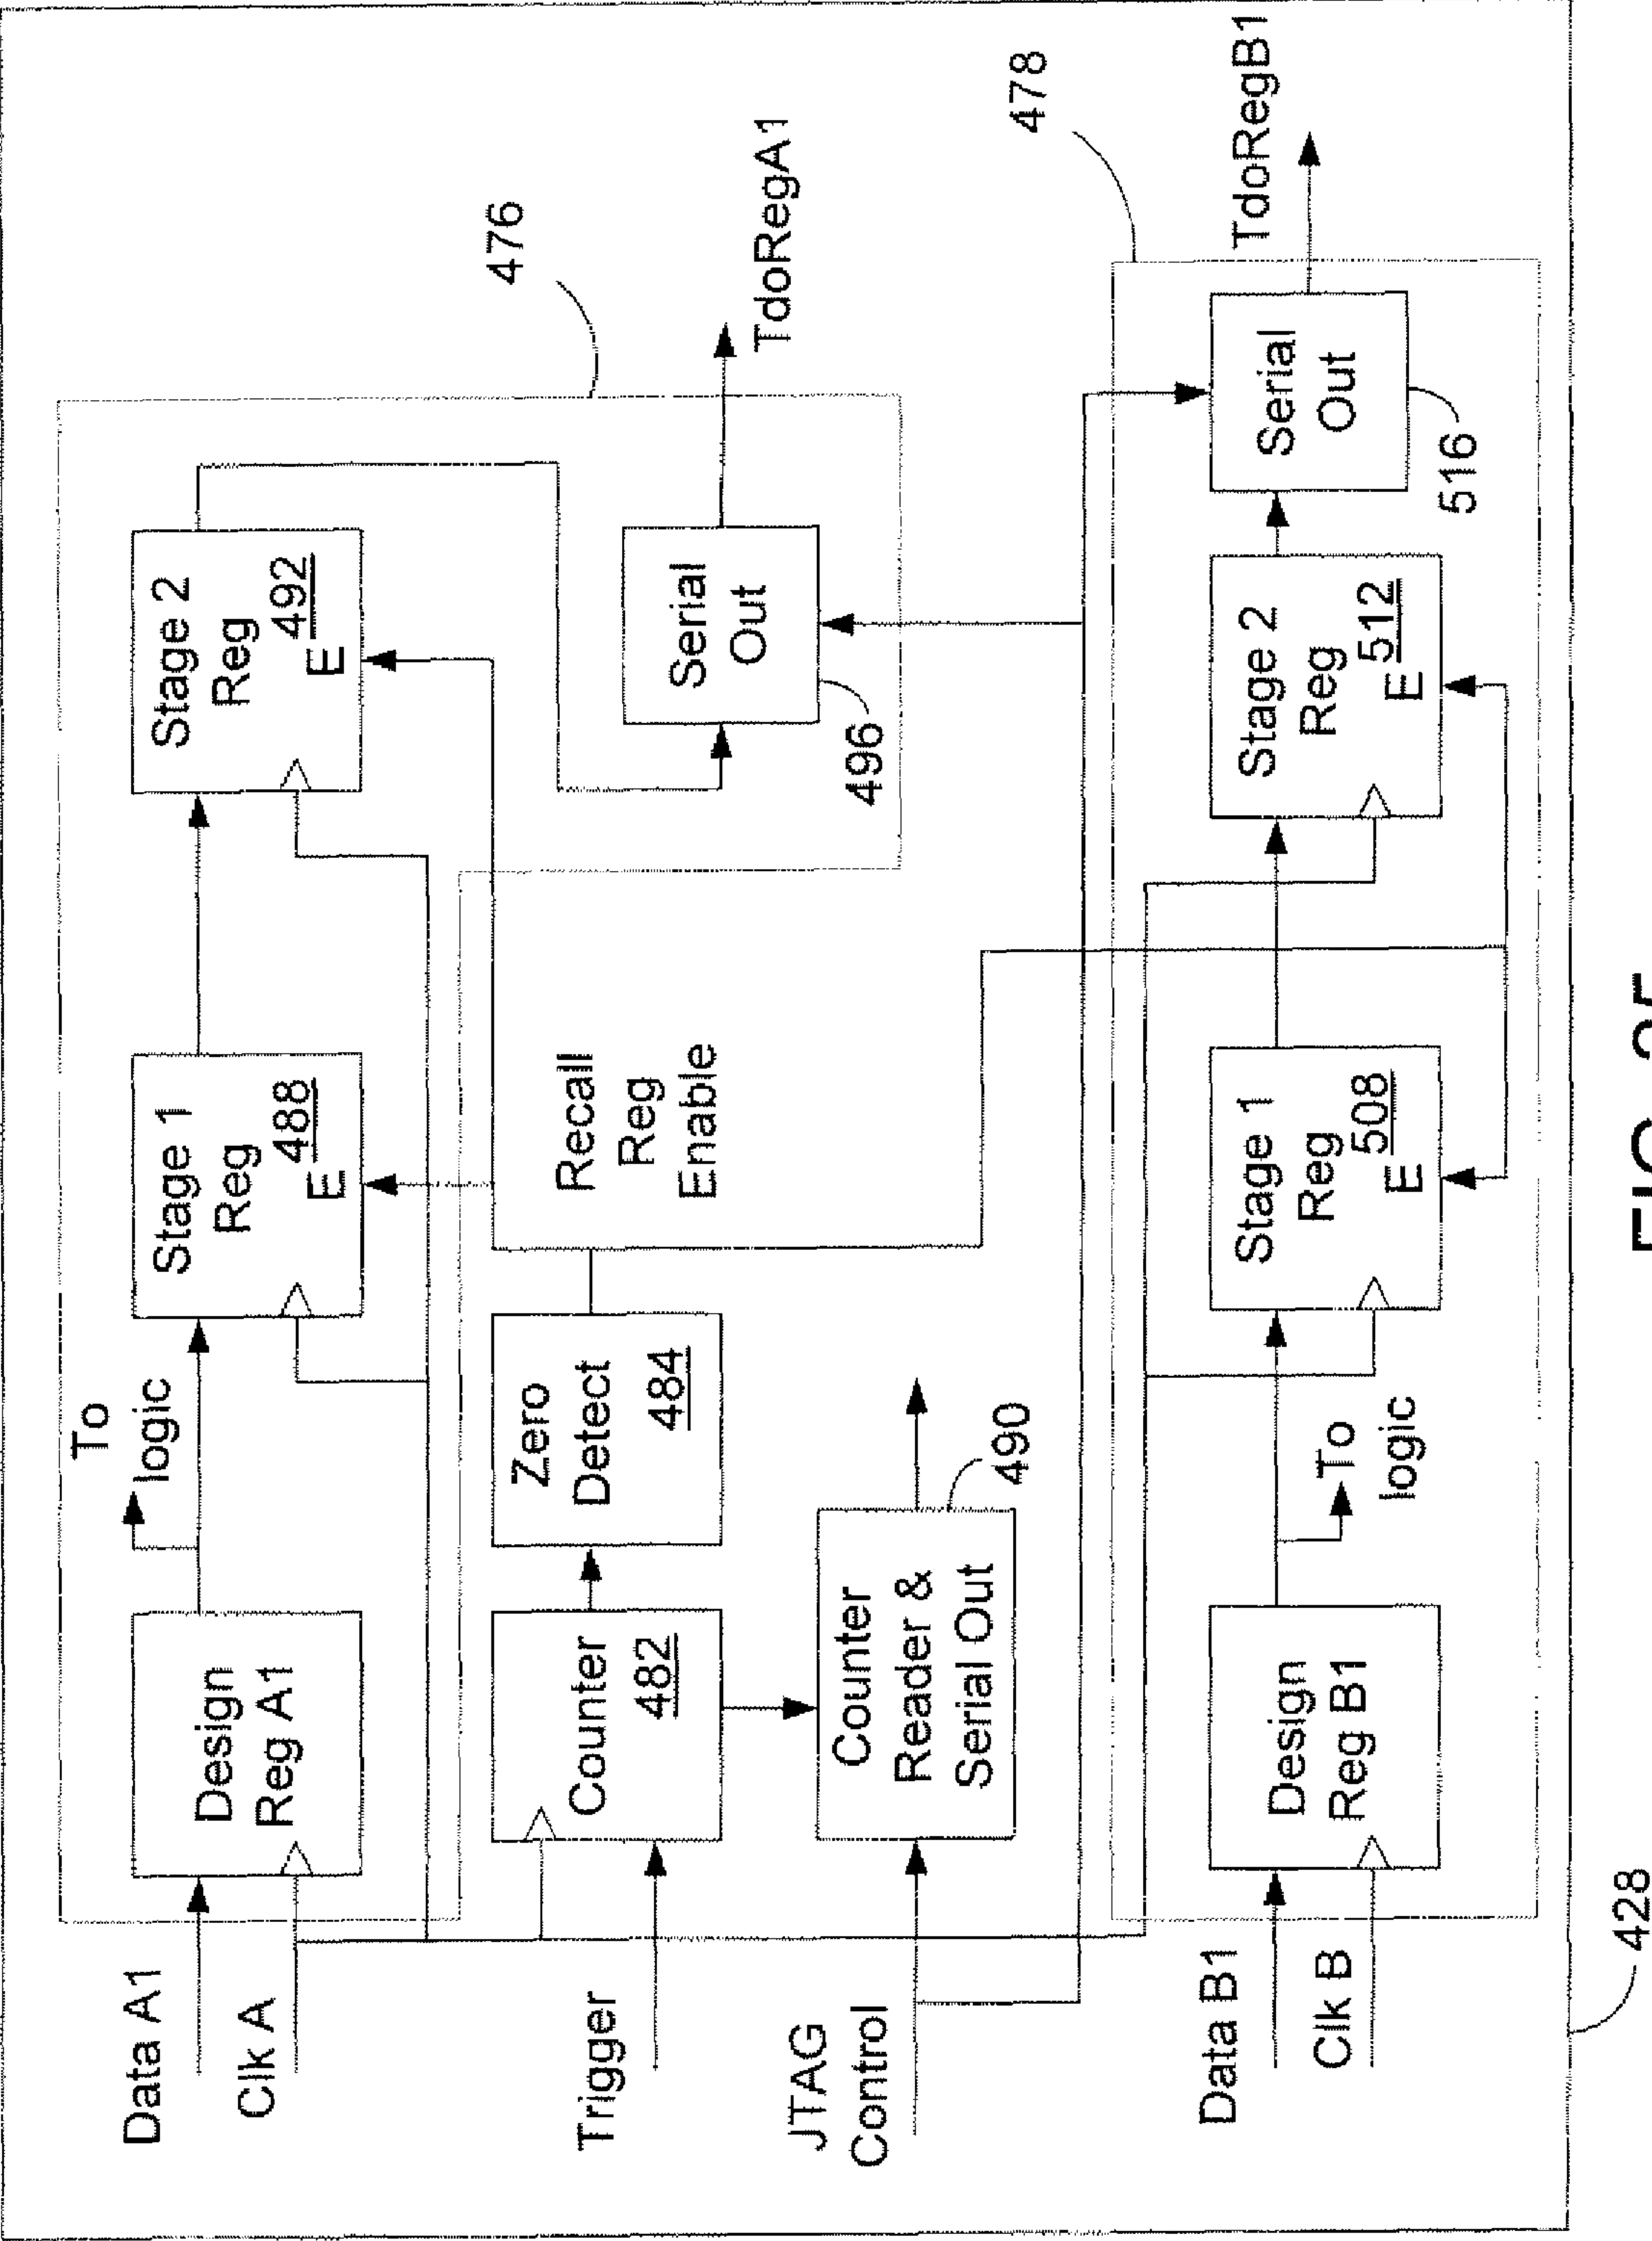 Data A1
Clk A
Design
Reg A1
To
logic
Stage 1
Reg
488
E
Stage 2
Reg
492
E
476
Trigger
Counter
482
Zero
Detect
484
Recall
Reg
Enable
Serial
Out
496
TdoRegA1
JTAG
Control
Counter
Reader &
Serial Out
490
478
Data B1
Clk B
Design
Reg B1
To
logic
Stage 1
Reg
508
E
Stage 2
Reg
512
E
Serial
Out
516
TdoRegB1
428